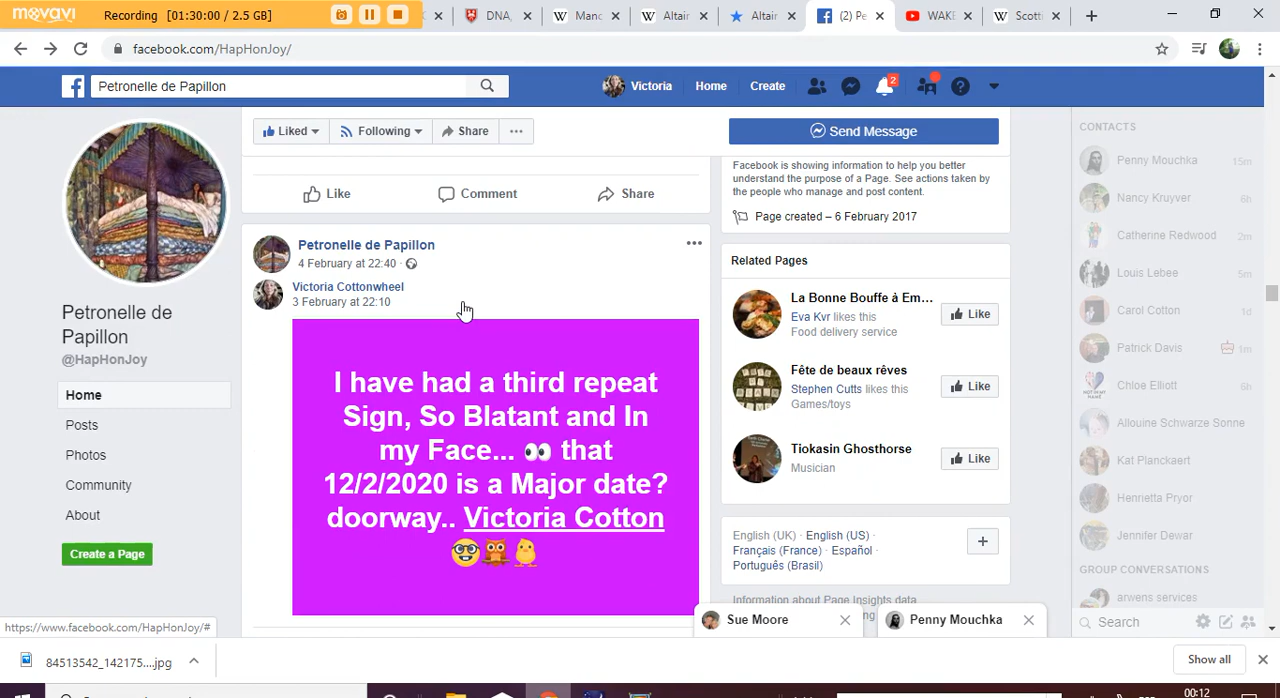 movavi Recording [01:30:00 / 2.5 GB]
DNA,
Manc
Altair
Altair
(2) Pe
WAKE
Scotti
facebook.com/HapHonJoy/
Petronelle de Papillon
Victoria
Home
Create
2
Liked
Following
Share
Send Message
Like
Comment
Share
Facebook is showing information to help you better
understand the purpose of a Page. See actions taken by
the people who manage and post content.
Page created – 6 February 2017
Petronelle de
Papillon
@HapHonJoy
Home
Posts
Photos
Community
About
Create a Page
Petronelle de Papillon
4 February at 22:40 ·
Victoria Cottonwheel
3 February at 22:10
I have had a third repeat
Sign, So Blatant and In
my Face... 👀 that
12/2/2020 is a Major date?
doorway.. Victoria Cotton
🤓🦉🐤
Related Pages
La Bonne Bouffe à Em...
Eva Kvr likes this
Food delivery service
Like
Fête de beaux rêves
Stephen Cutts likes this
Games/toys
Like
Tiokasin Ghosthorse
Musician
Like
English (UK) · English (US) ·
Français (France) · Español ·
Português (Brasil)
Information about Page Insights data
CONTACTS
Penny Mouchka 15m
Nancy Kruyver 6h
Catherine Redwood 2m
Louis Lebee 5m
Carol Cotton 1d
Patrick Davis 1m
Chloe Elliott 6h
Allouine Schwarze Sonne
Kat Planckaert
Henrietta Pryor
Jennifer Dewar
GROUP CONVERSATIONS
arwens services
Search
Sue Moore
Penny Mouchka
https://www.facebook.com/HapHonJoy/#
84513542_142175....jpg
Show all
00:12